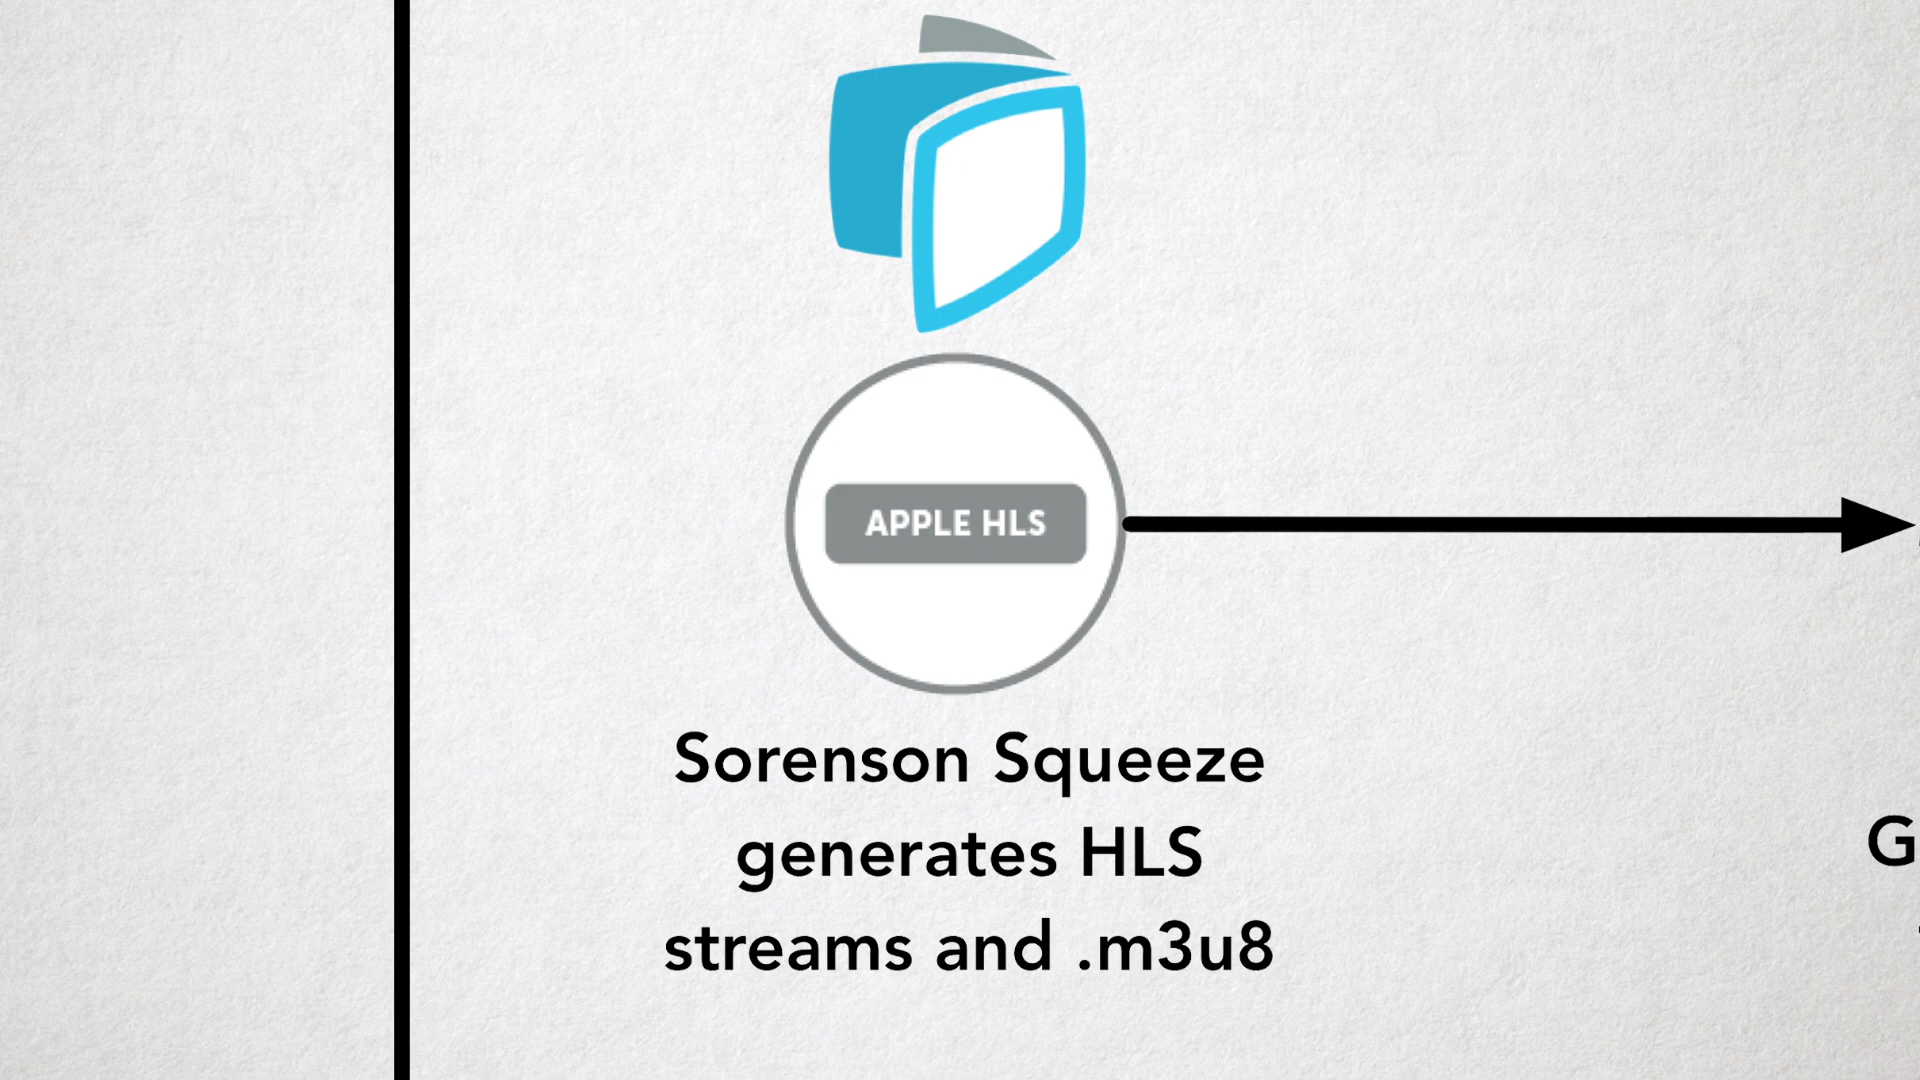 APPLE HLS
Sorenson Squeeze
generates HLS
streams and .m3u8
G